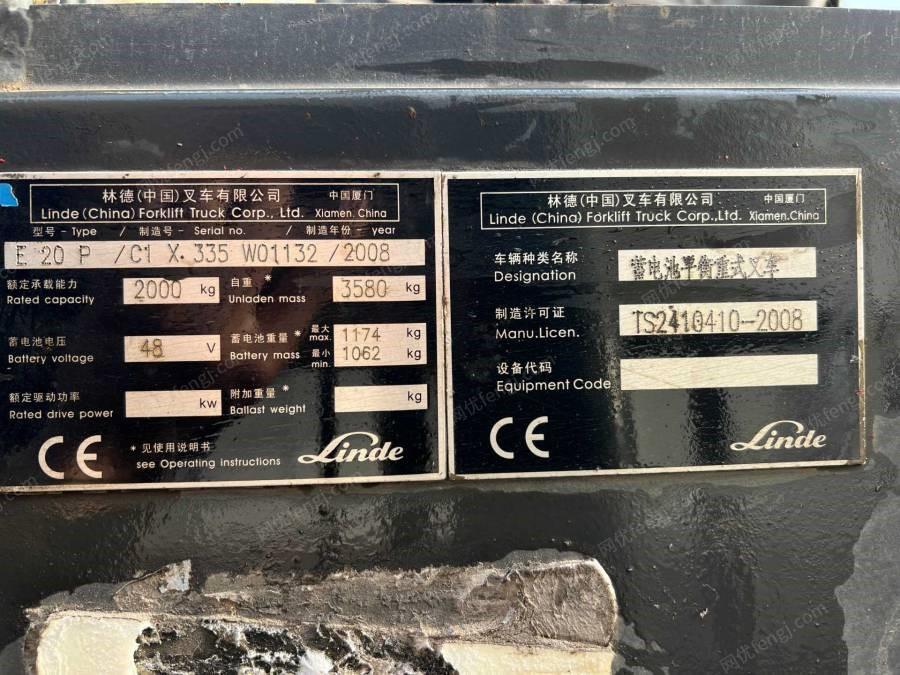 林德(中国)叉车有限公司 中国厦门
Linde (China) Forklift Truck Corp., Ltd. Xiamen.China
型号 - Type / 制造号 - Serial no. / 制造年份 - year
E 20 P /C1 X.335 W01132 /2008
额定承载能力 2000 kg 自重 * 3580 kg
Rated capacity Unladen mass
蓄电池电压 48 V 蓄电池重量 * 最大 max. 1174 kg
Battery voltage Battery mass 最小 min. 1062 kg
额定驱动功率 kw 附加重量 * kg
Rated drive power Ballast weight
CE * 见使用说明书
see Operating instructions Linde
林德(中国)叉车有限公司 中国厦门
Linde (China) Forklift Truck Corp., Ltd. Xiamen.China
车辆种类名称 蓄电池平衡重式叉车
Designation
制造许可证 TS2410410-2008
Manu.Licen.
设备代码
Equipment Code
CE Linde